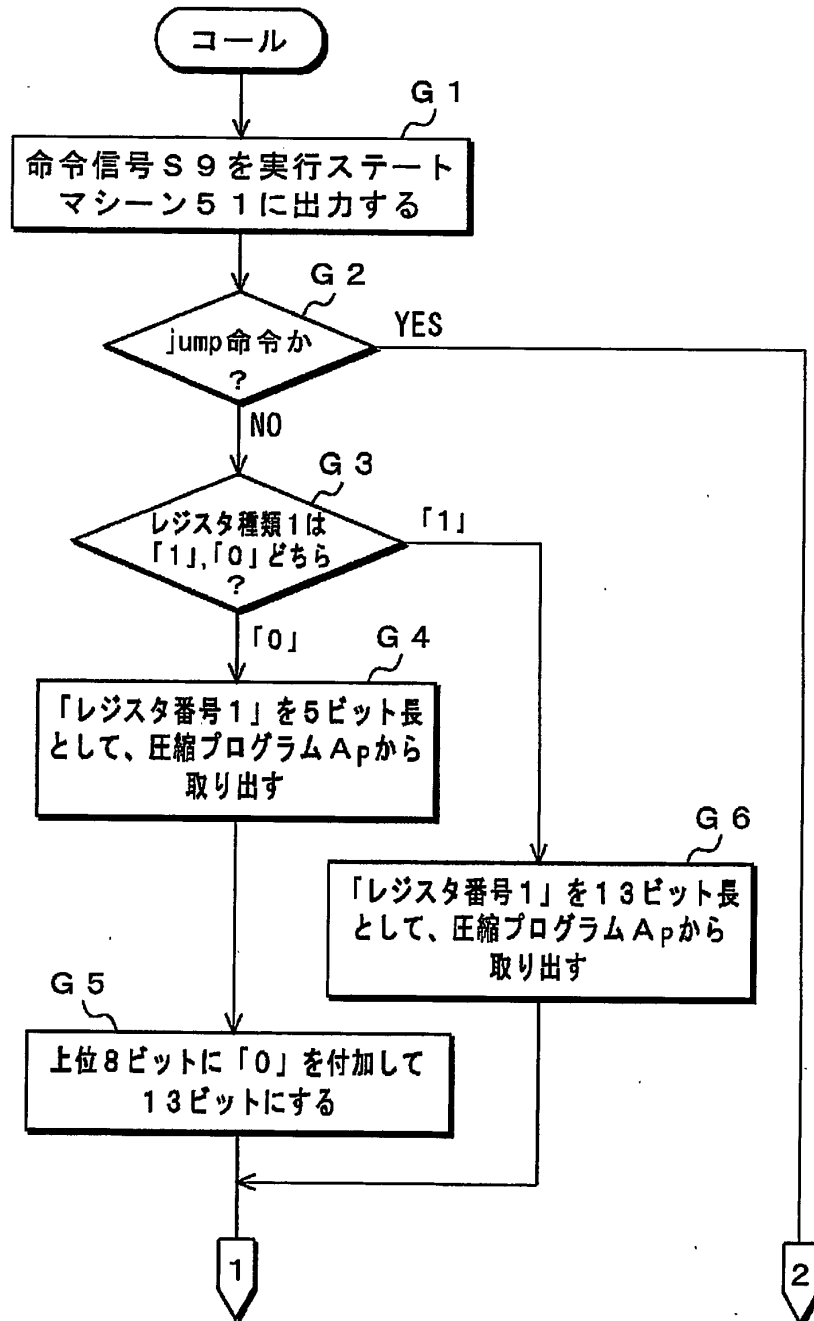 コール
G1
命令信号S9を実行ステート
マシーン51に出力する
G2
jump命令か
?
YES
NO
G3
レジスタ種類1は
「1」,「0」どちら
?
「1」
「0」
G4
「レジスタ番号1」を5ビット長
として、圧縮プログラムApから
取り出す
G6
「レジスタ番号1」を13ビット長
として、圧縮プログラムApから
取り出す
G5
上位8ビットに「0」を付加して
13ビットにする
1
2